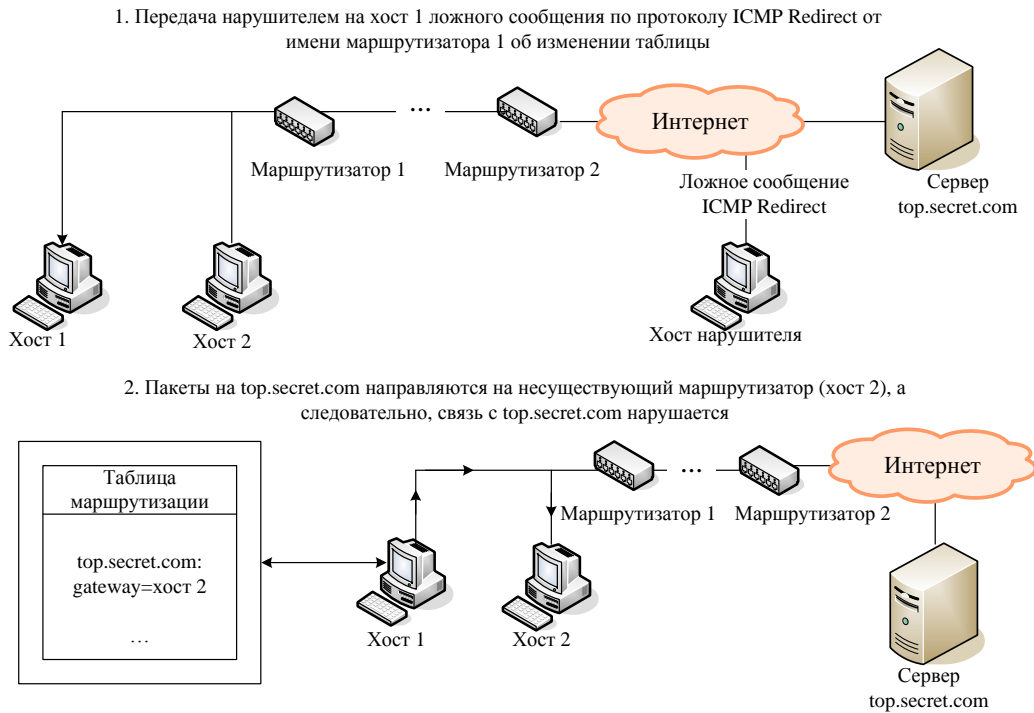 1. Передача нарушителем на хост 1 ложного сообщения по протоколу ICMP Redirect от
имени маршрутизатора 1 об изменении таблицы
...
Интернет
Маршрутизатор 1
Маршрутизатор 2
Ложное сообщение
ICMP Redirect
Сервер
top.secret.com
Хост 1
Хост 2
Хост нарушителя
2. Пакеты на top.secret.com направляются на несуществующий маршрутизатор (хост 2), а
следовательно, связь с top.secret.com нарушается
Таблица
маршрутизации
top.secret.com:
gateway=хост 2
...
...
Интернет
Маршрутизатор 1
Маршрутизатор 2
Хост 1
Хост 2
Сервер
top.secret.com